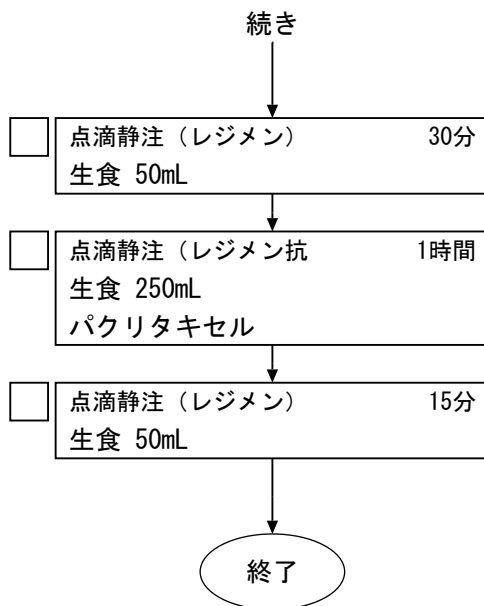 続き
点滴静注（レジメン） 30分
生食 50mL
点滴静注（レジメン抗 1時間
生食 250mL
パクリタキセル
点滴静注（レジメン） 15分
生食 50mL
終了